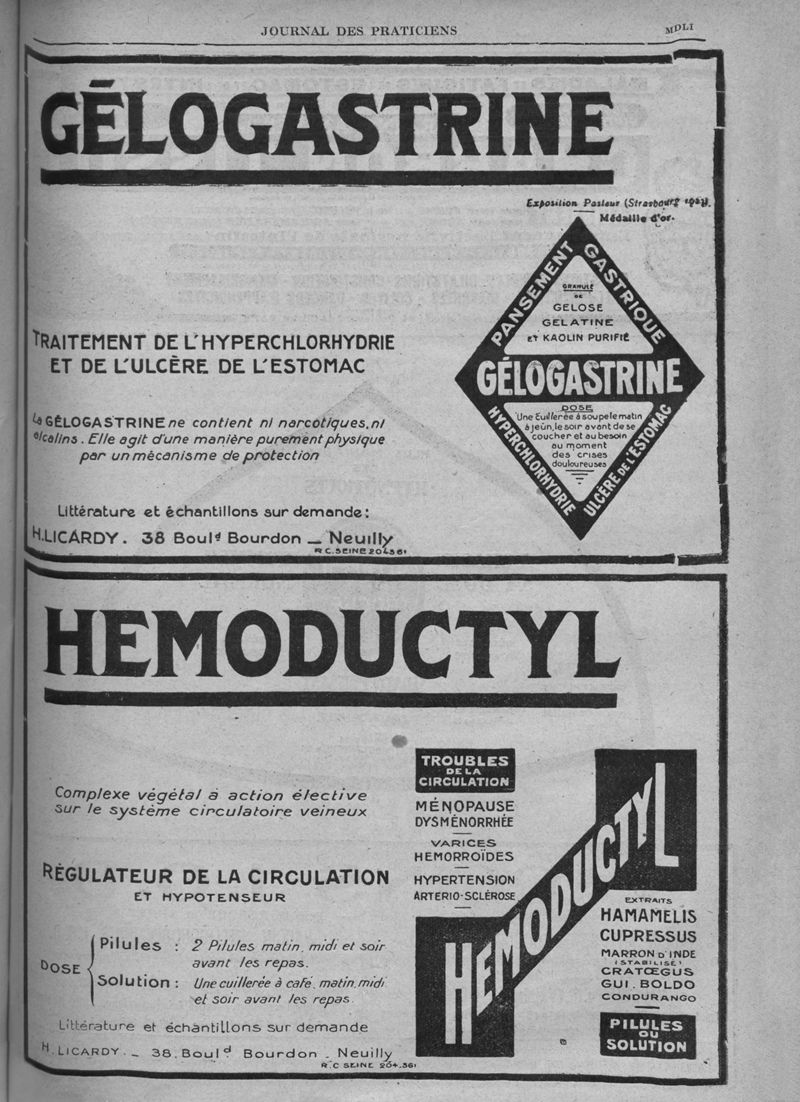 JOURNAL DES PRATICIENS
MDLI
GÉLOGASTRINE
Exposition Pasteur (Strasbourg
Médaille d'or.
PANSEMENT GASTRIQUE
GRANULÉ
DE
GELOSE
GELATINE
ET KAOLIN PURIFIÉ
GÉLOGASTRINE
DOSE
Une Cuillerée à soupe le matin
à jeûn, le soir avant de se
coucher et au besoin
au moment
des crises
douloureuses
HYPERCHLORHYDRIE
ULCÈRE DE L'ESTOMAC
TRAITEMENT DE L'HYPERCHLORHYDRIE
ET DE L'ULCÈRE DE L'ESTOMAC
La GÉLOGASTRINE ne contient ni narcotiques, ni
alcalins. Elle agit d'une manière purement physique
par un mécanisme de protection
Littérature et échantillons sur demande:
H. LICARDY. 38 Boulᵈ Bourdon — Neuilly
R.C. SEINE 204.361
HEMODUCTYL
Complexe végétal à action élective
sur le système circulatoire veineux
RÉGULATEUR DE LA CIRCULATION
ET HYPOTENSEUR
DOSE
Pilules : 2 Pilules matin, midi et soir
avant les repas.
Solution : Une cuillerée à café, matin, midi
et soir avant les repas.
Littérature et échantillons sur demande
H. LICARDY. — 38. Boulᵈ Bourdon - Neuilly
R.C SEINE 204.361
TROUBLES
DE LA
CIRCULATION
MÉNOPAUSE
DYSMÉNORRHÉE
VARICES
HEMORROÏDES
HYPERTENSION
ARTERIO-SCLÉROSE
HEMODUCTYL
EXTRAITS
HAMAMELIS
CUPRESSUS
MARRON D'INDE
(STABILISÉ)
CRATŒGUS
GUI. BOLDO
CONDURANGO
PILULES
OU
SOLUTION